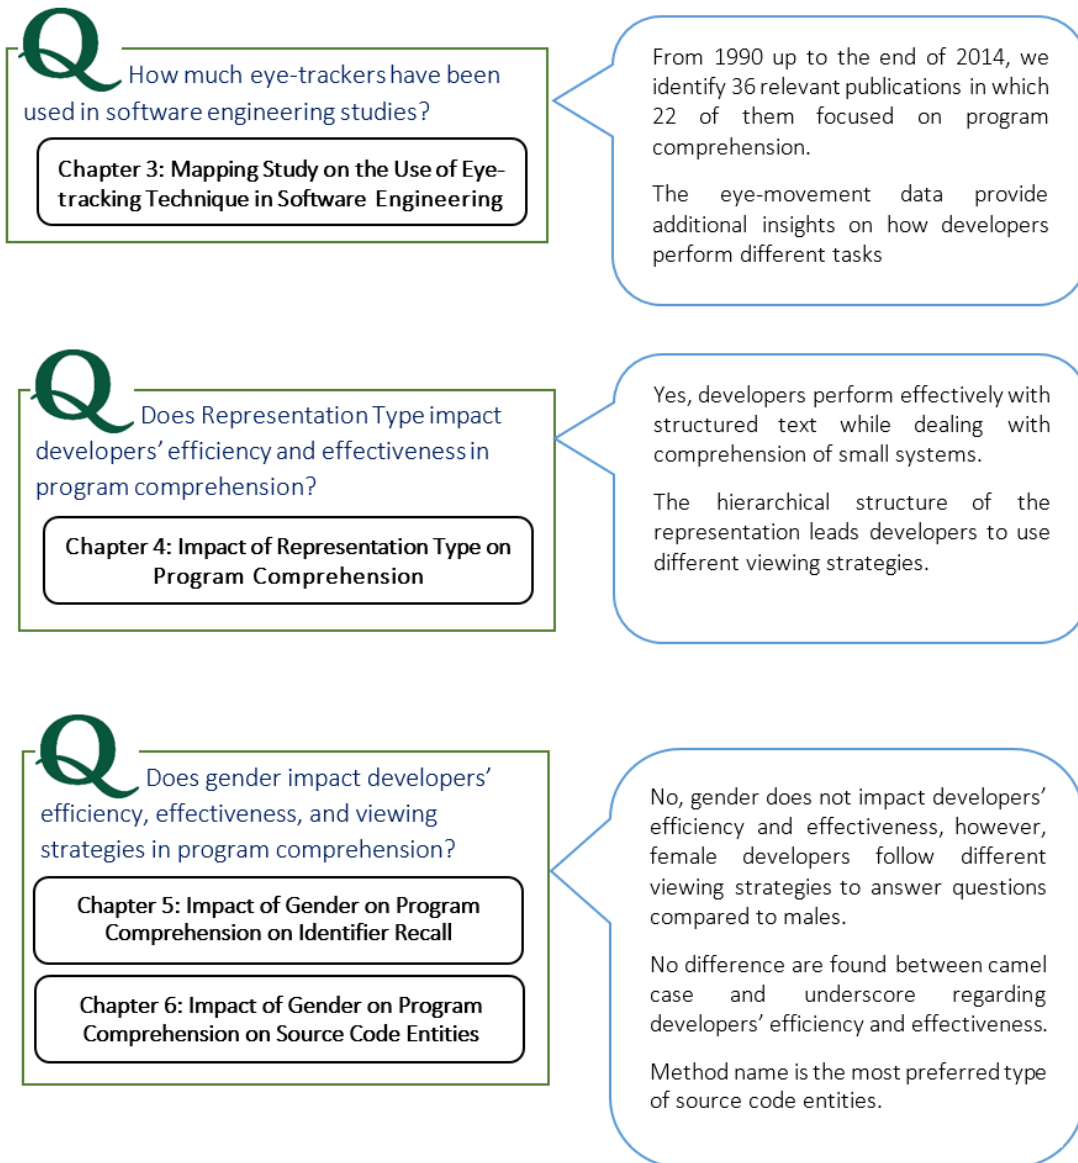 Q How much eye-trackers have been
used in software engineering studies?
Chapter 3: Mapping Study on the Use of Eye-
tracking Technique in Software Engineering
From 1990 up to the end of 2014, we
identify 36 relevant publications in which
22 of them focused on program
comprehension.
The eye-movement data provide
additional insights on how developers
perform different tasks
Q Does Representation Type impact
developers' efficiency and effectiveness in
program comprehension?
Chapter 4: Impact of Representation Type on
Program Comprehension
Yes, developers perform effectively with
structured text while dealing with
comprehension of small systems.
The hierarchical structure of the
representation leads developers to use
different viewing strategies.
Q Does gender impact developers'
efficiency, effectiveness, and viewing
strategies in program comprehension?
Chapter 5: Impact of Gender on Program
Comprehension on Identifier Recall
Chapter 6: Impact of Gender on Program
Comprehension on Source Code Entities
No, gender does not impact developers'
efficiency and effectiveness, however,
female developers follow different
viewing strategies to answer questions
compared to males.
No difference are found between camel
case and underscore regarding
developers' efficiency and effectiveness.
Method name is the most preferred type
of source code entities.